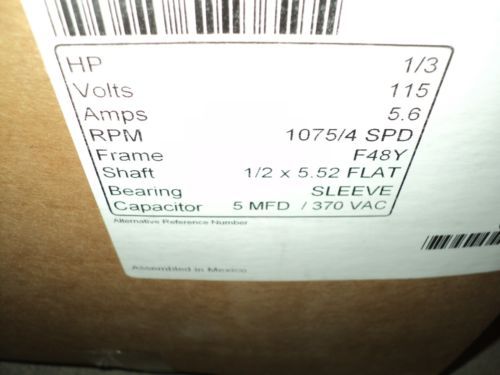 HP 1/3
Volts 115
Amps 5.6
RPM 1075/4 SPD
Frame F48Y
Shaft 1/2 x 5.52 FLAT
Bearing SLEEVE
Capacitor 5 MFD / 370 VAC
Alternative Reference Number
Assembled in Mexico